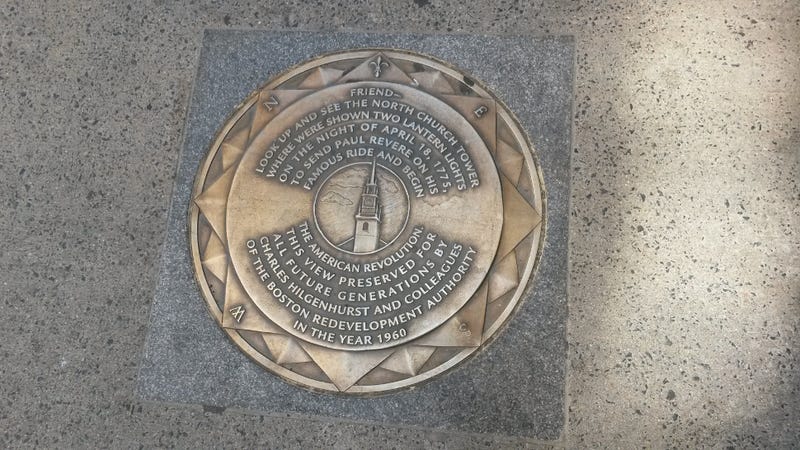 N
E
FRIEND—
LOOK UP AND SEE THE NORTH CHURCH TOWER
WHERE WERE SHOWN TWO LANTERN LIGHTS
ON THE NIGHT OF APRIL 18, 1775,
TO SEND PAUL REVERE ON HIS
FAMOUS RIDE AND BEGIN
THE AMERICAN REVOLUTION.
THIS VIEW PRESERVED FOR
ALL FUTURE GENERATIONS BY
CHARLES HILGENHURST AND COLLEAGUES
OF THE BOSTON REDEVELOPMENT AUTHORITY
IN THE YEAR 1960
W